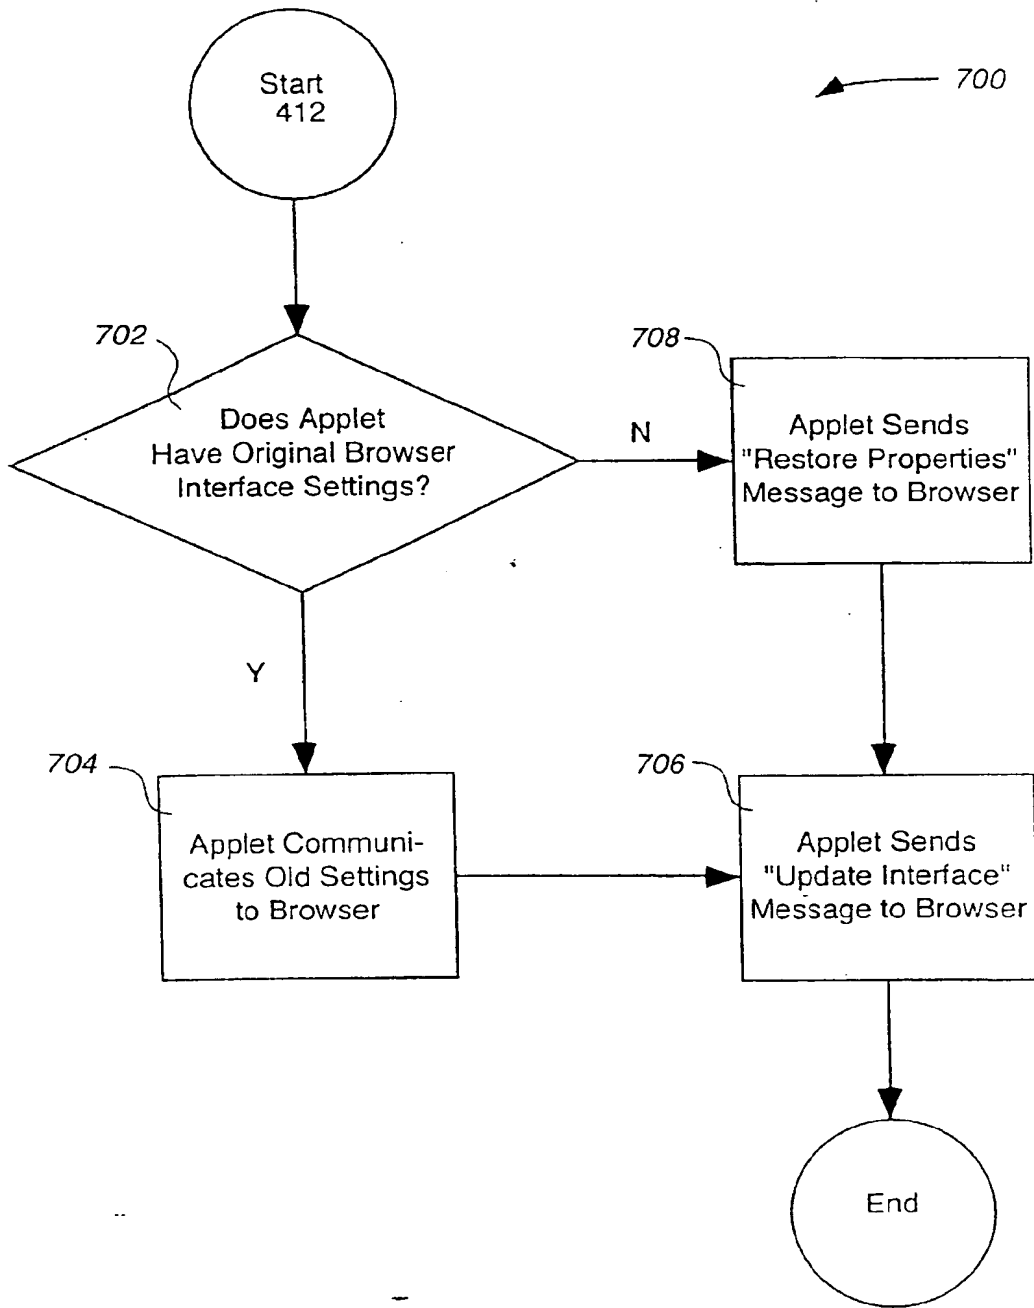 Start
412
700
702
Does Applet
Have Original Browser
Interface Settings?
N
708
Applet Sends
"Restore Properties"
Message to Browser
Y
704
Applet Communi-
cates Old Settings
to Browser
706
Applet Sends
"Update Interface"
Message to Browser
End